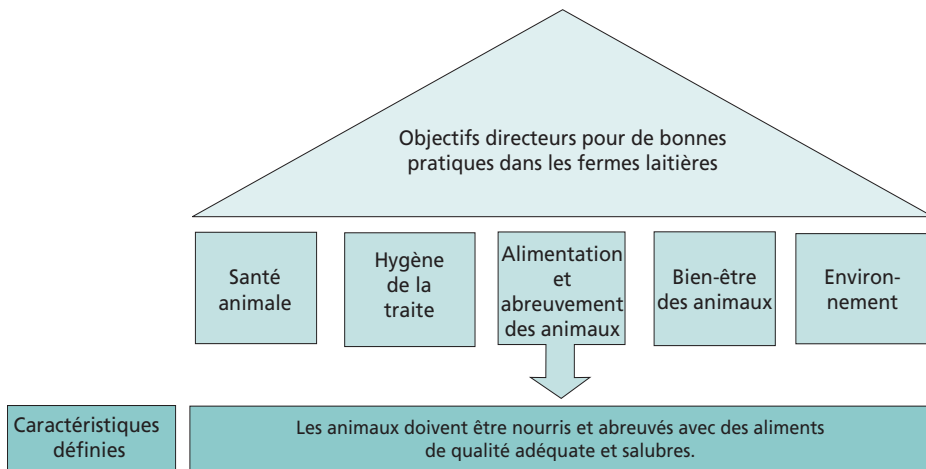 Objectifs directeurs pour de bonnes
pratiques dans les fermes laitières
Santé
animale
Hygène
de la
traite
Alimentation
et
abreuvement
des animaux
Bien-être
des animaux
Environ-
nement
Caractéristiques
définies
Les animaux doivent être nourris et abreuvés avec des aliments
de qualité adéquate et salubres.